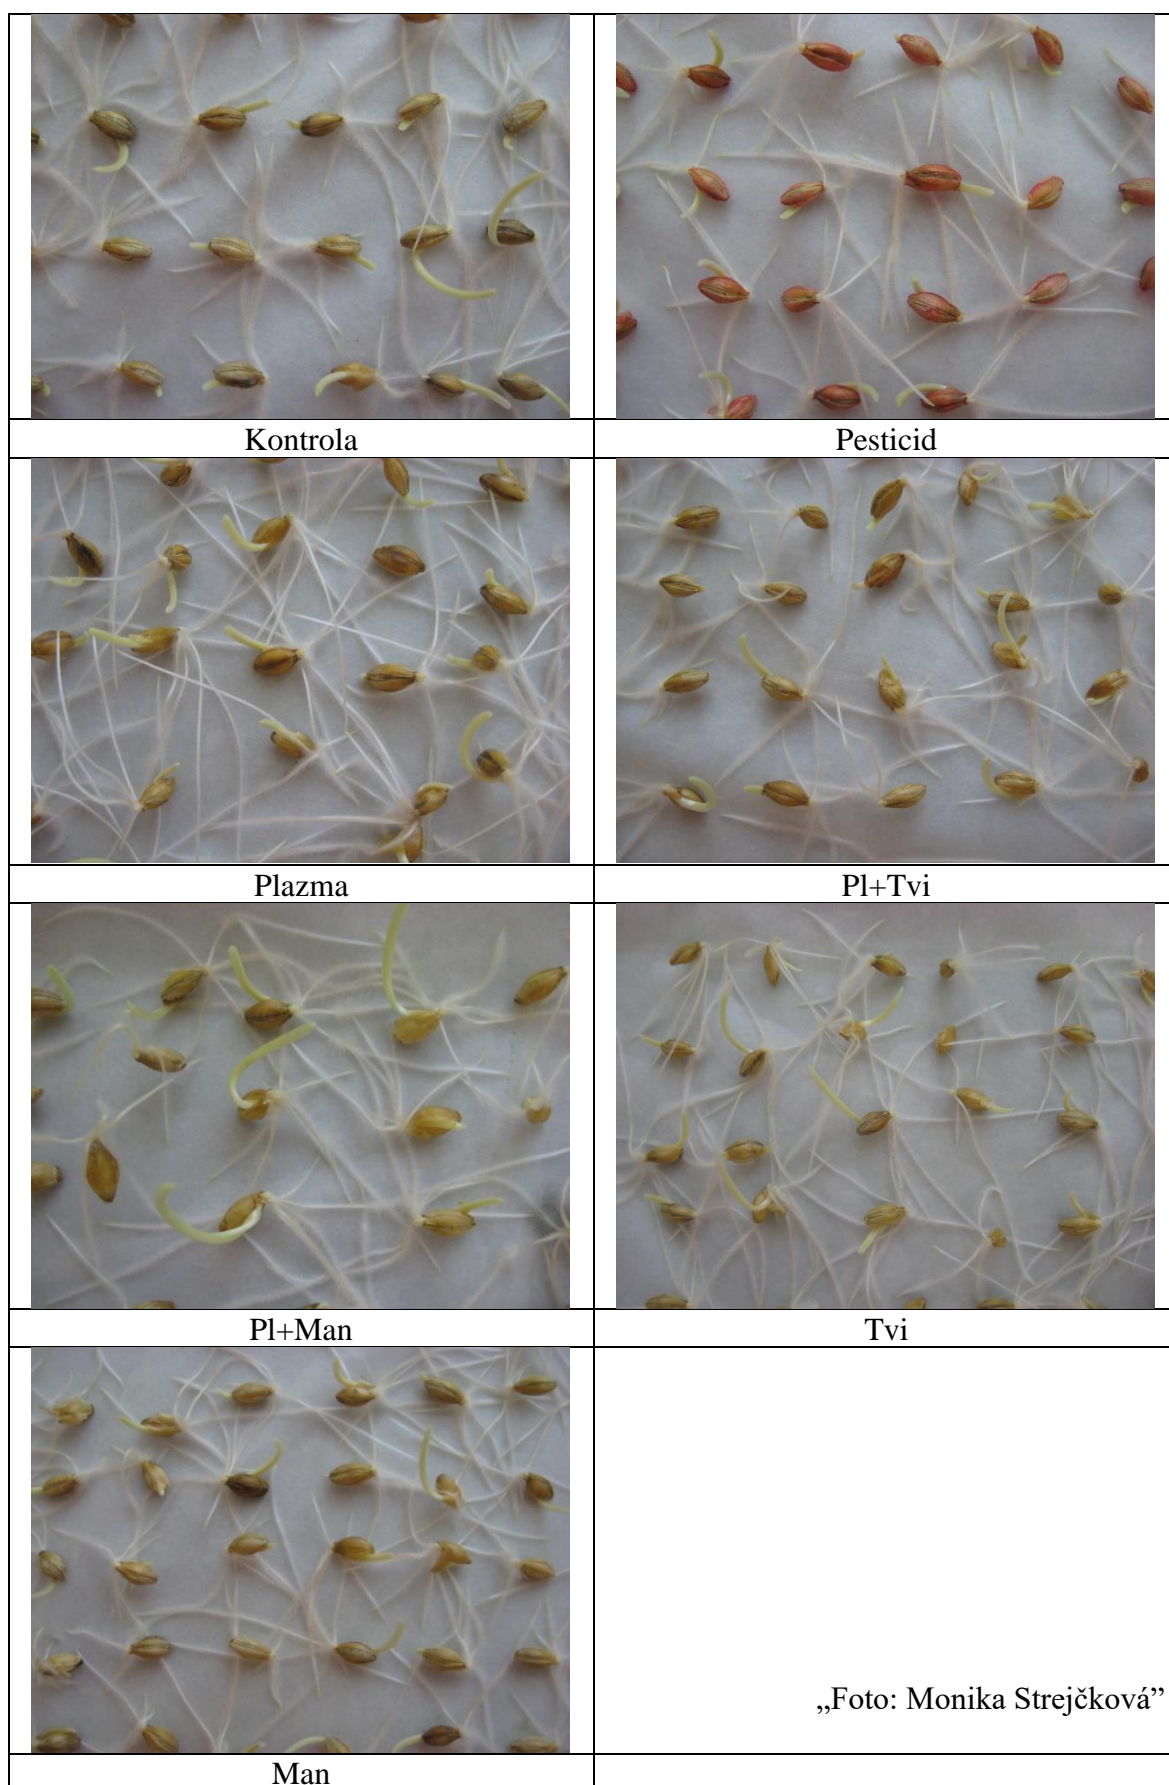 Kontrola
Pesticid
Plazma
Pl+Tvi
Pl+Man
Tvi
„Foto: Monika Strejčková”
Man